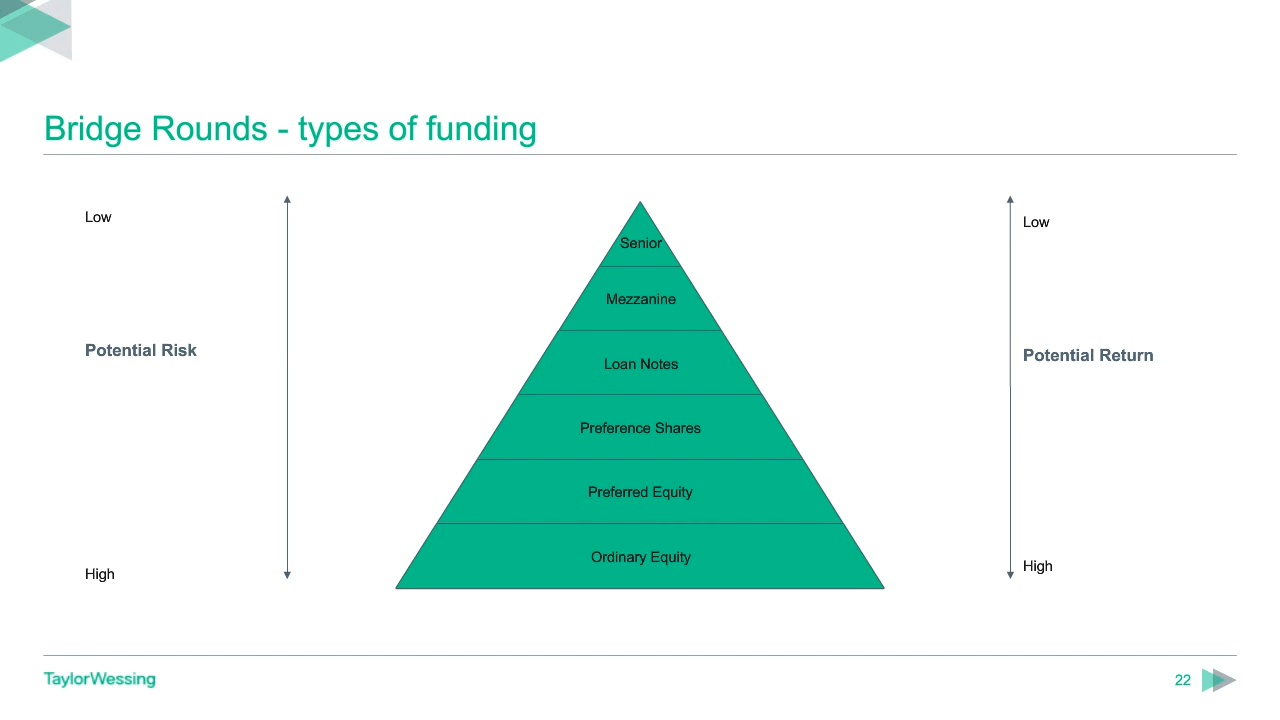 Bridge Rounds - types of funding
Low
Low
Senior
Mezzanine
Potential Risk
Potential Return
Loan Notes
Preference Shares
Preferred Equity
Ordinary Equity
High
High
TaylorWessing
22